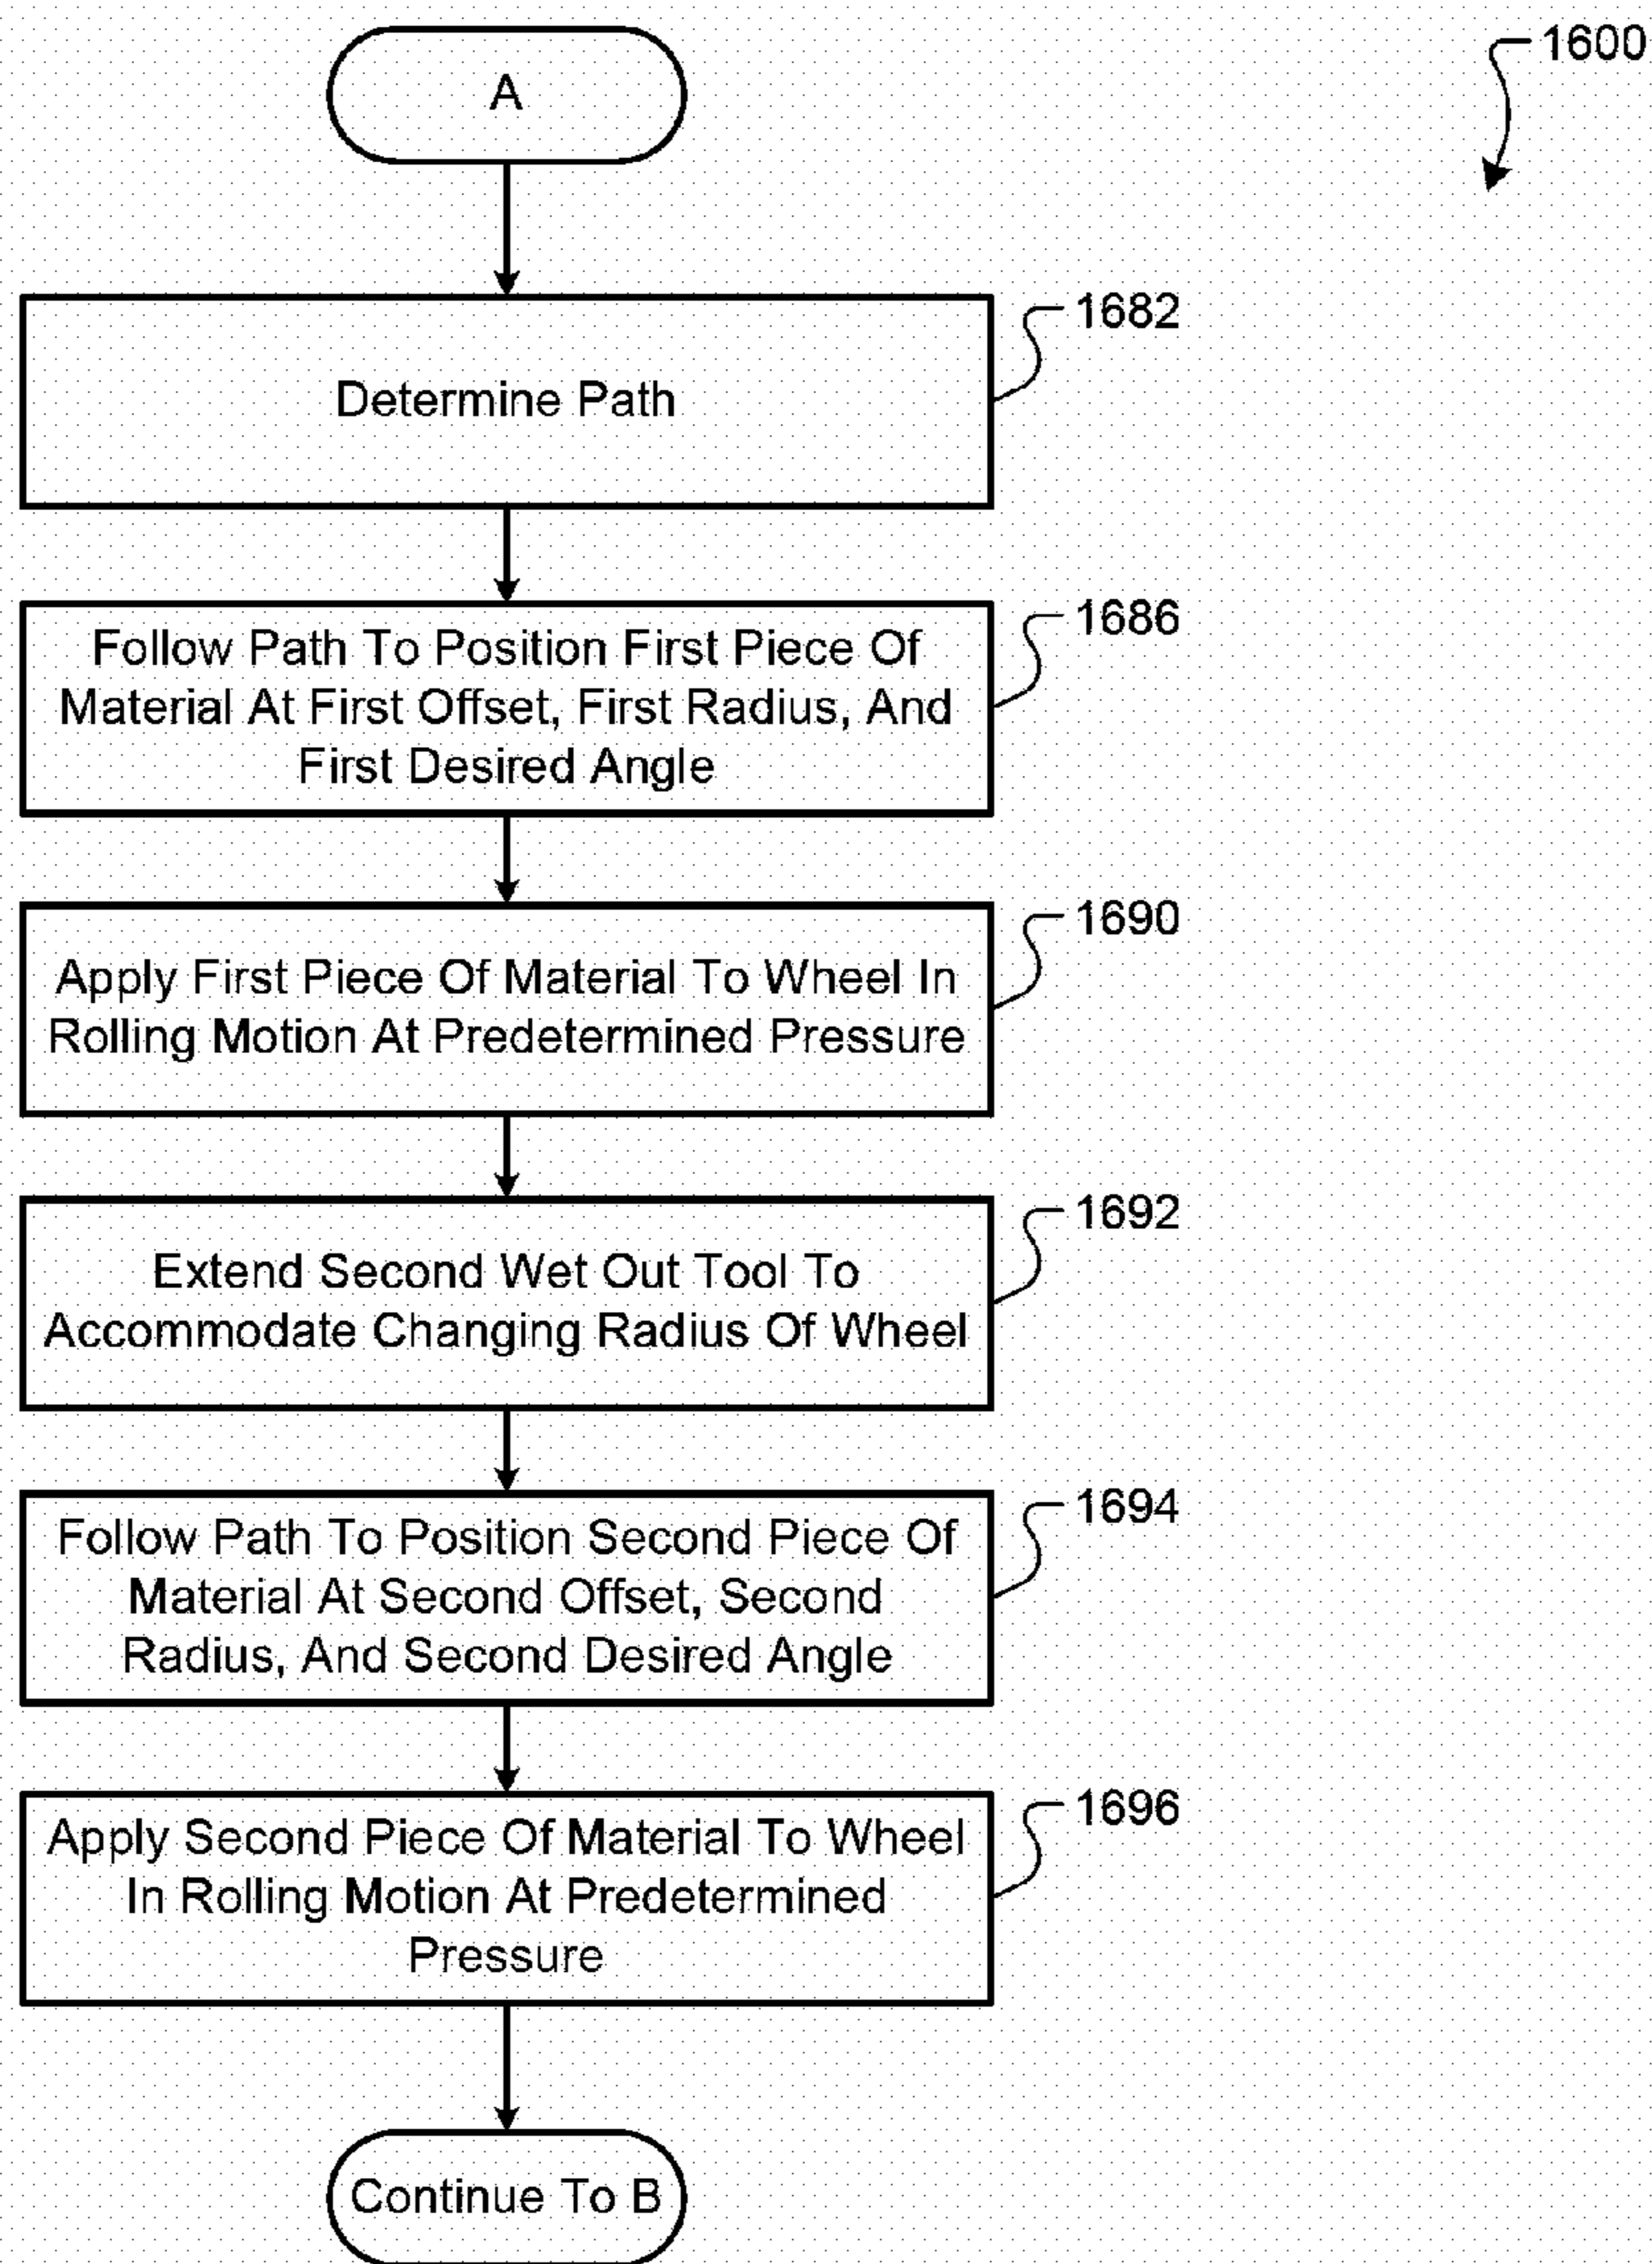 A
1600
1682
Determine Path
1686
Follow Path To Position First Piece Of
Material At First Offset, First Radius, And
First Desired Angle
1690
Apply First Piece Of Material To Wheel In
Rolling Motion At Predetermined Pressure
1692
Extend Second Wet Out Tool To
Accommodate Changing Radius Of Wheel
1694
Follow Path To Position Second Piece Of
Material At Second Offset, Second
Radius, And Second Desired Angle
1696
Apply Second Piece Of Material To Wheel
In Rolling Motion At Predetermined
Pressure
Continue To B